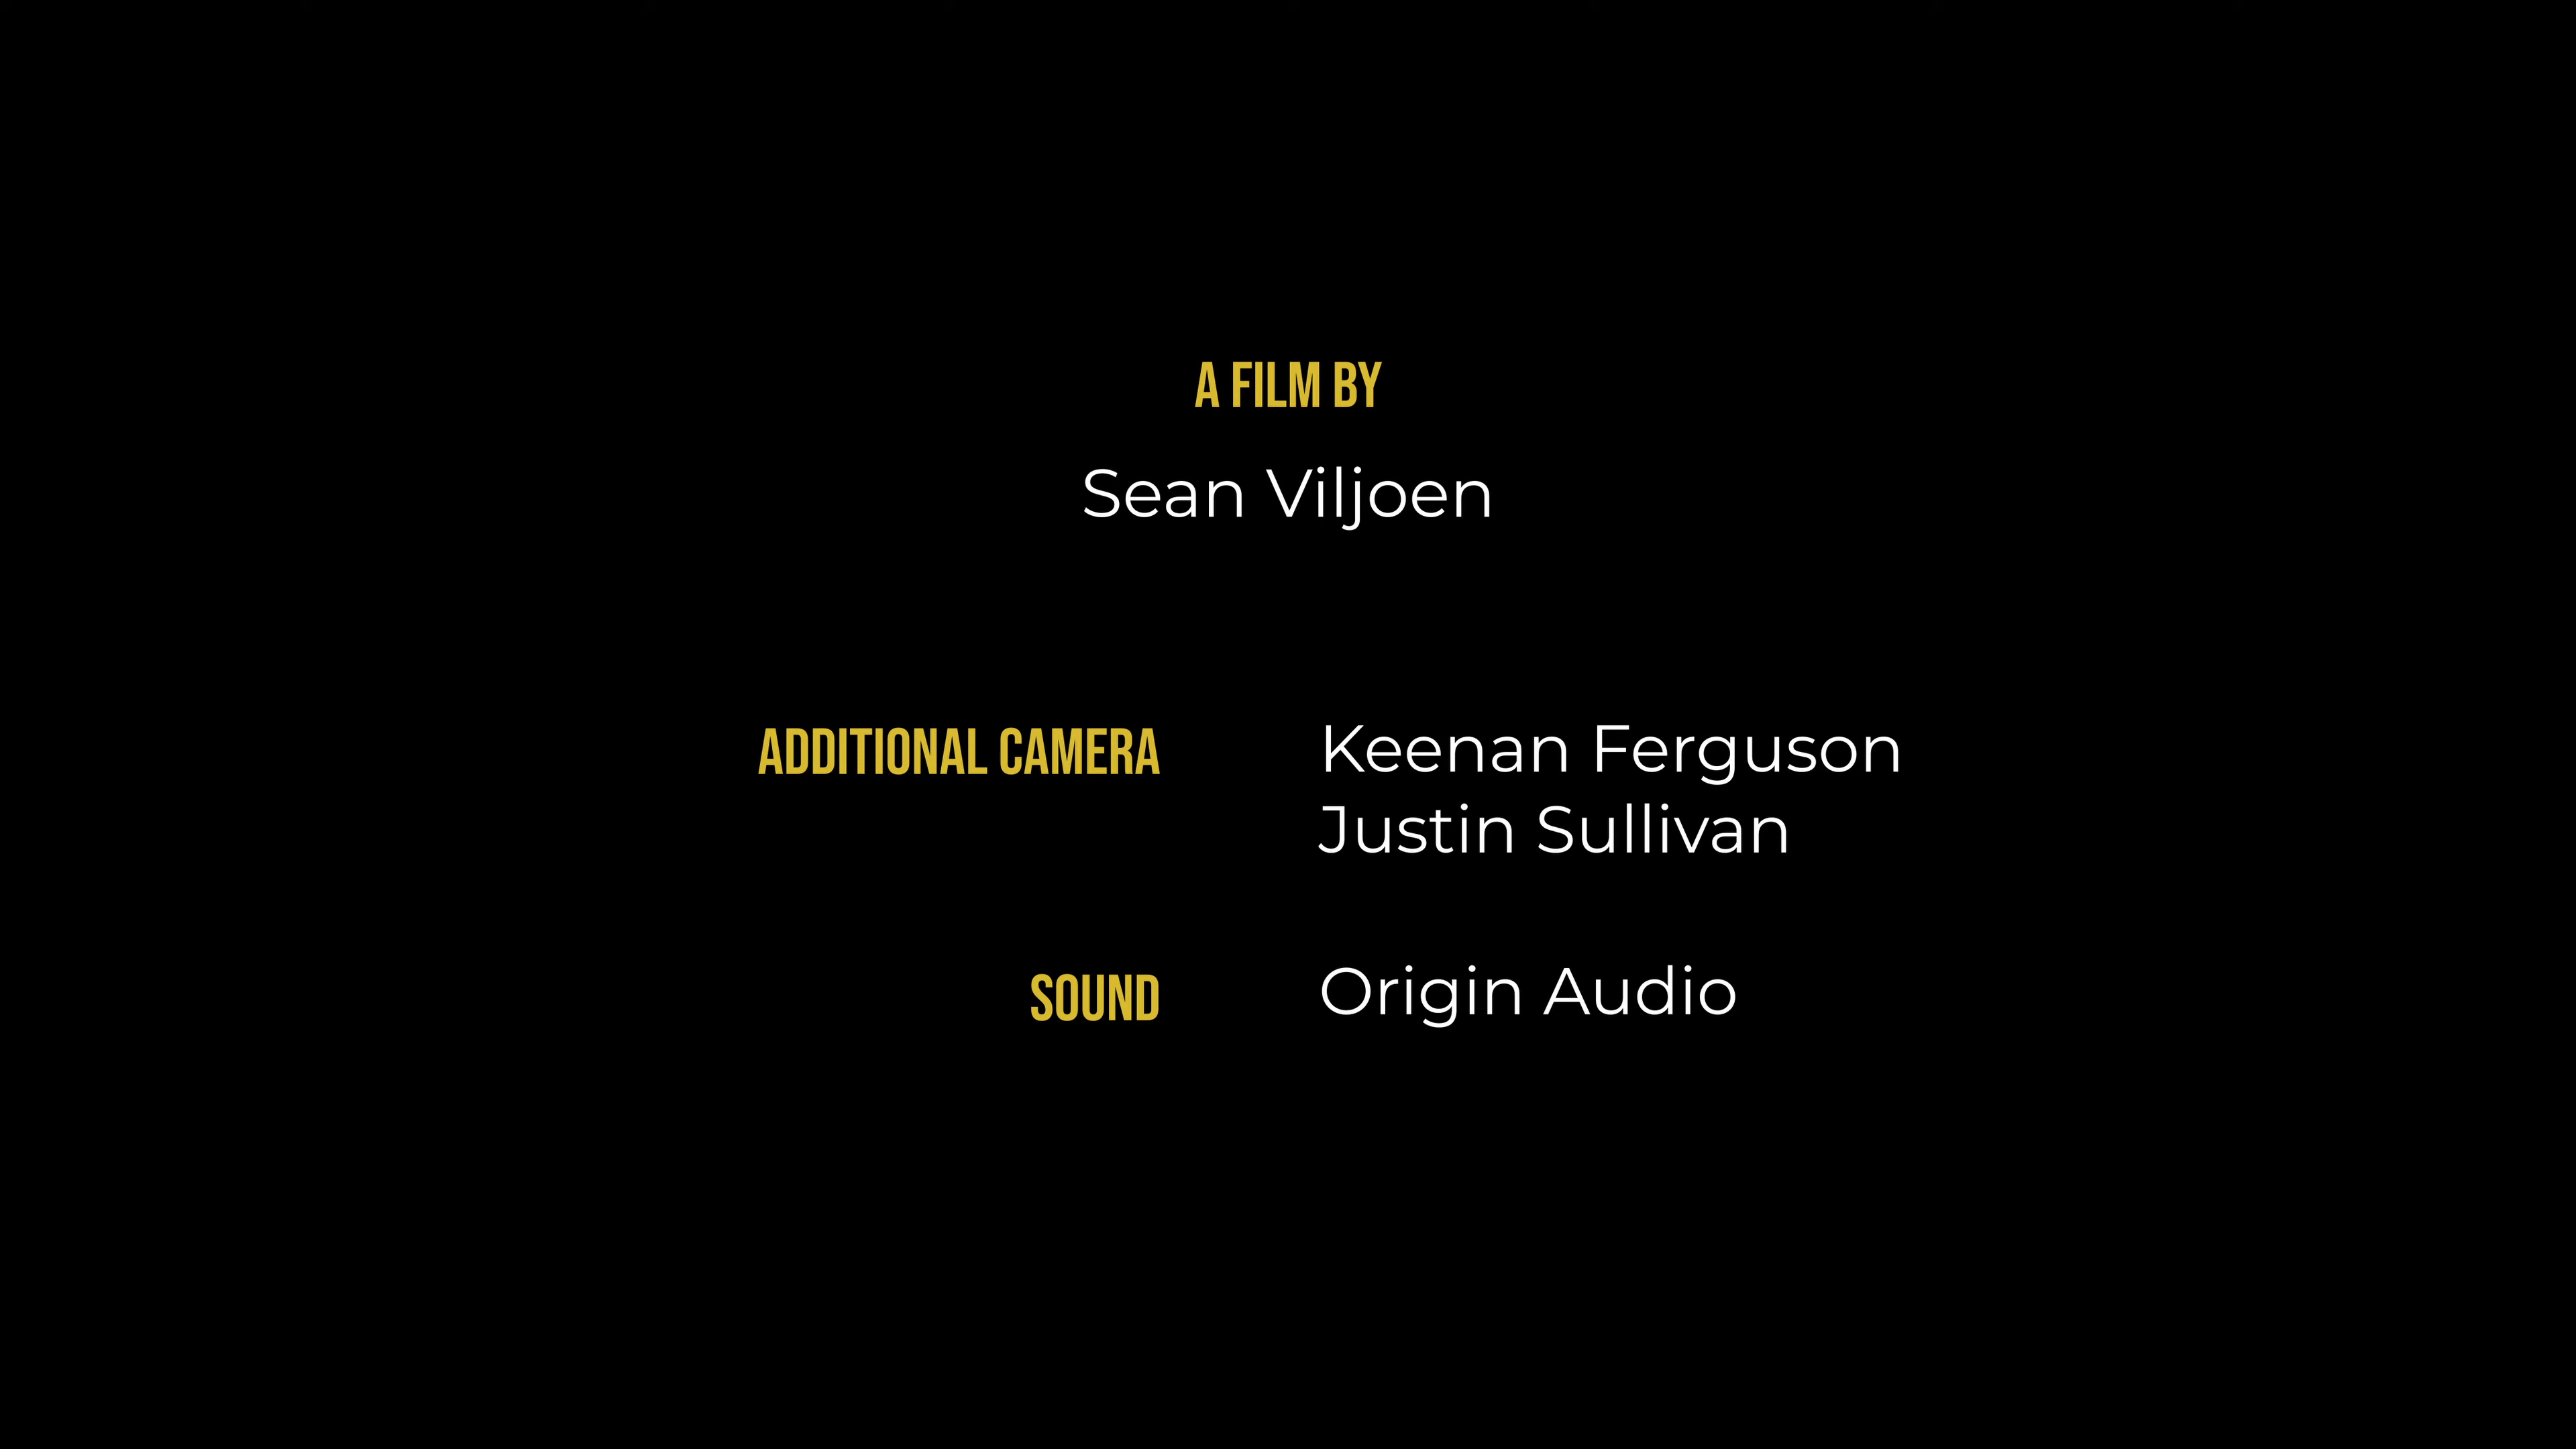 A FILM BY
Sean Viljoen
ADDITIONAL CAMERA
Keenan Ferguson
Justin Sullivan
SOUND
Origin Audio